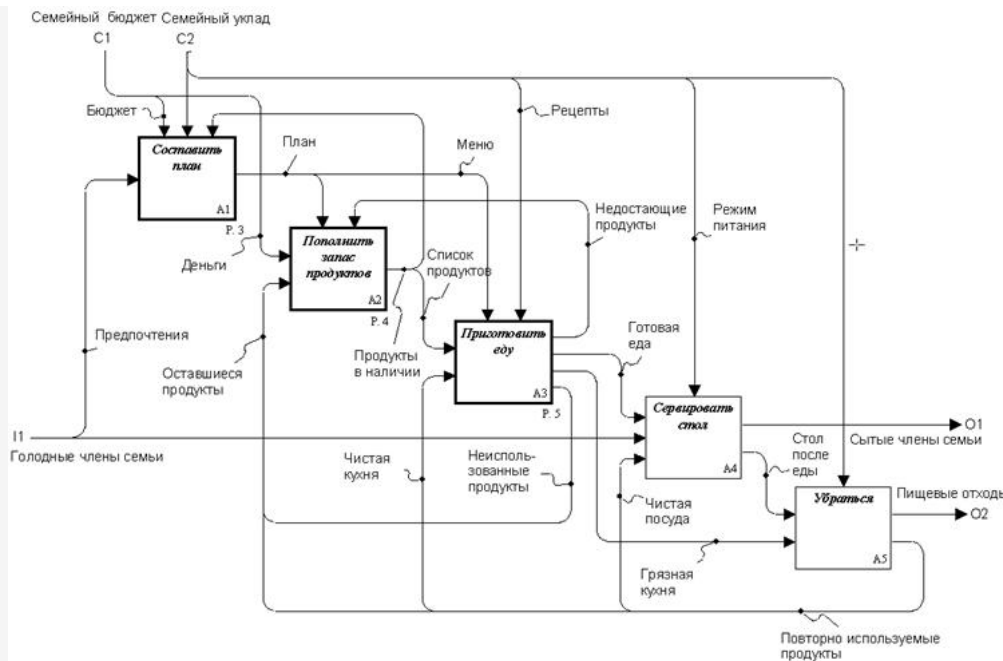 Семейный бюджет Семейный уклад
C1 C2
Бюджет
Рецепты
Составить
план
A1
P. 3
План
Меню
Недостающие
продукты
Режим
питания
Деньги
Пополнить
запас
продуктов
A2
P. 4
Список
продуктов
Предпочтения
Оставшиеся
продукты
Продукты
в наличии
Приготовить
еду
A3
P. 5
Готовая
еда
Сервировать
стол
A4
I1
Голодные члены семьи
O1
Сытые члены семьи
Чистая
кухня
Неисполь-
зованные
продукты
Чистая
посуда
Стол
после
еды
Убраться
A5
Пищевые отходы
O2
Грязная
кухня
Повторно используемые
продукты